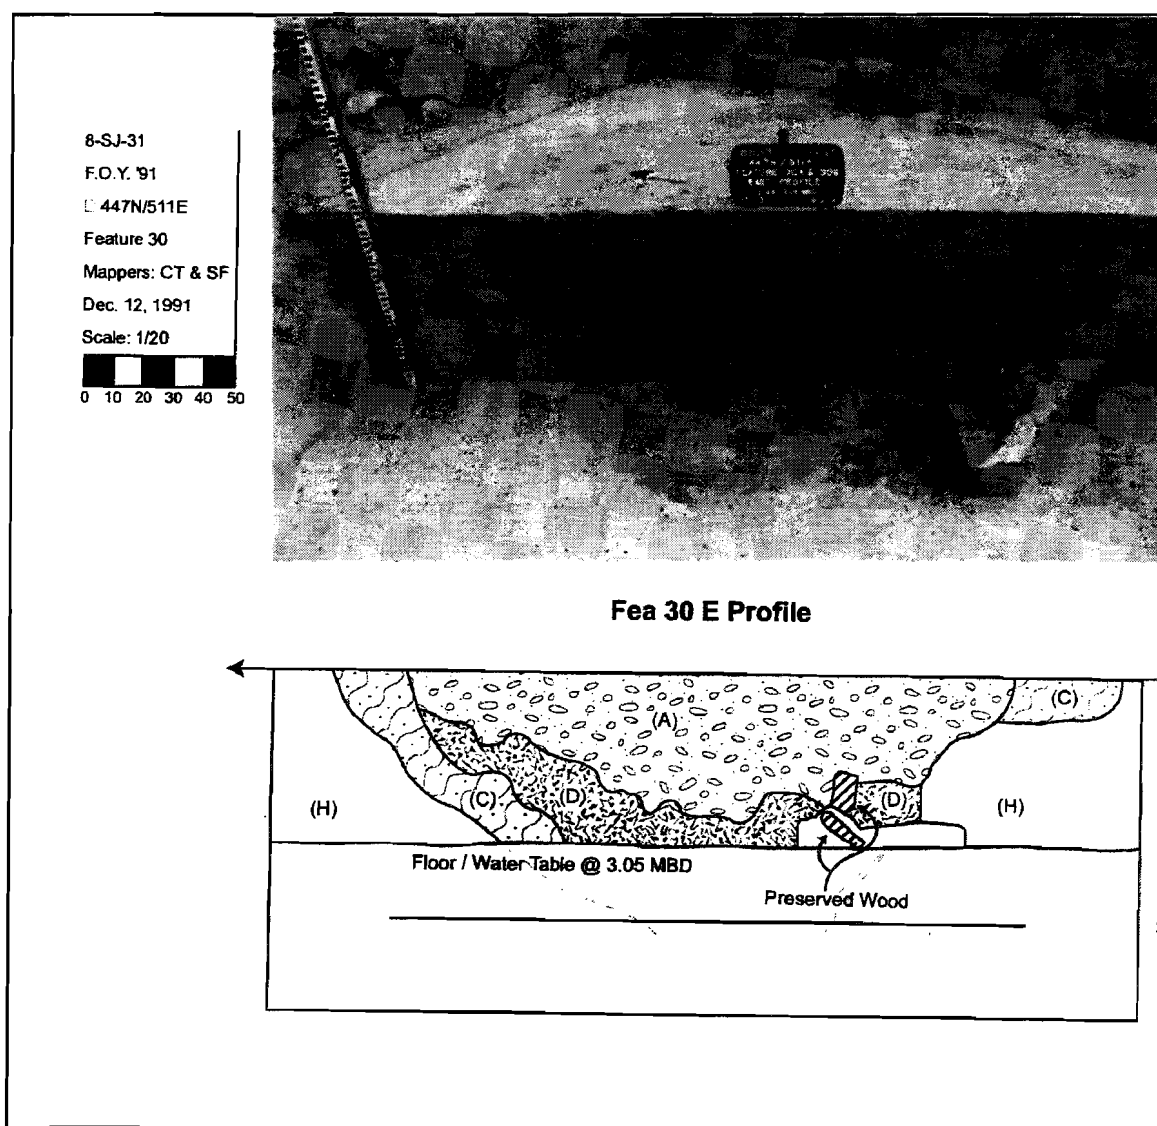 8-SJ-31
F.O.Y. '91
447N/511E
Feature 30
Mappers: CT & SF
Dec. 12, 1991
Scale: 1/20
0 10 20 30 40 50
Fea 30 E Profile
(A)
(C)
(H)
(C)
(D)
(D)
(H)
Floor / Water Table @ 3.05 MBD
Preserved Wood